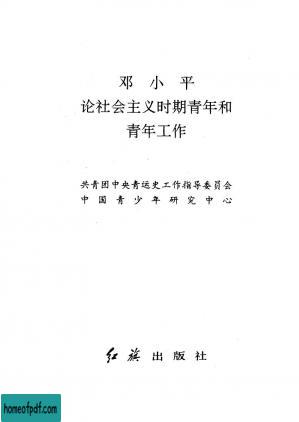 邓小平
论社会主义时期青年和
青年工作
共青团中央青运史工作指导委员会
中国青少年研究中心
红旗出版社
homeofpdf.com